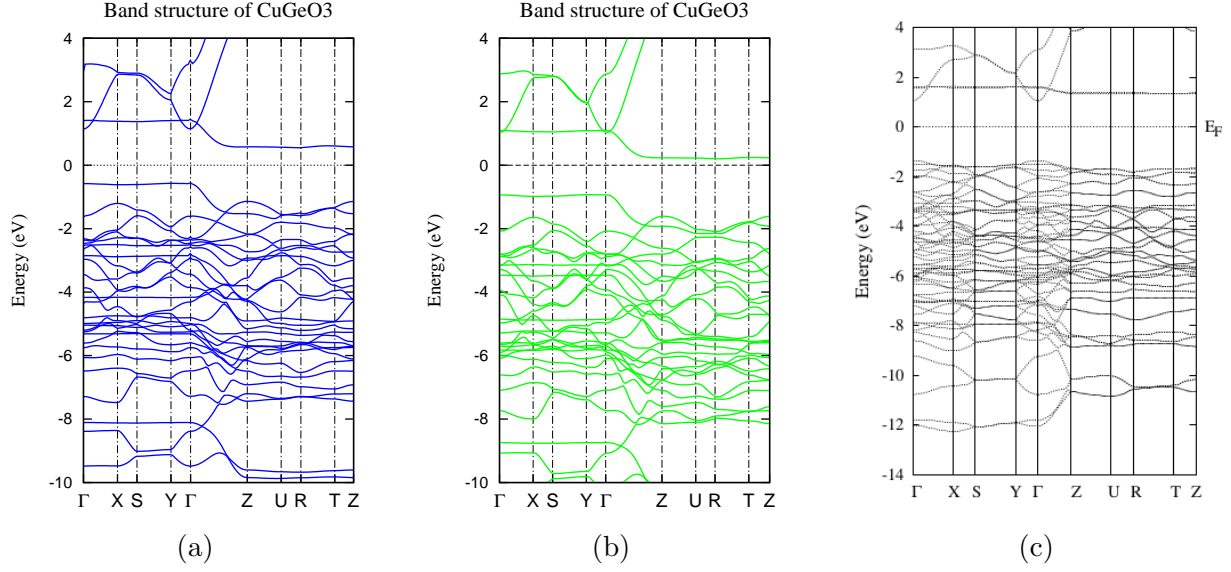 Band structure of CuGeO3
4
2
0
-2
-4
-6
-8
-10
Energy (eV)
Γ X S Y Γ Z U R T Z
(a)
Band structure of CuGeO3
4
2
0
-2
-4
-6
-8
-10
Energy (eV)
Γ X S Y Γ Z U R T Z
(b)
4
2
0
-2
-4
-6
-8
-10
-12
-14
Energy (eV)
E_F
Γ X S Y Γ Z U R T Z
(c)